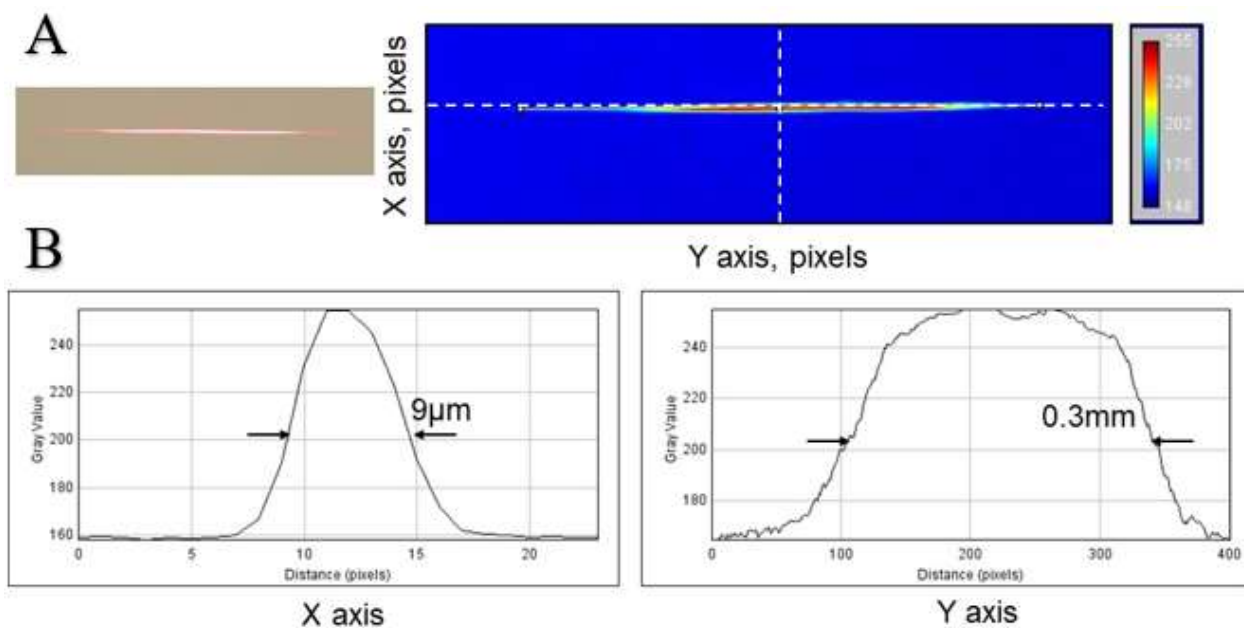 A
X axis, pixels
255
229
202
175
148
Y axis, pixels
B
Gray Value
240
220
200
180
160
9µm
0
5
10
15
20
Distance (pixels)
X axis
Gray Value
240
220
200
180
0.3mm
0
100
200
300
400
Distance (pixels)
Y axis